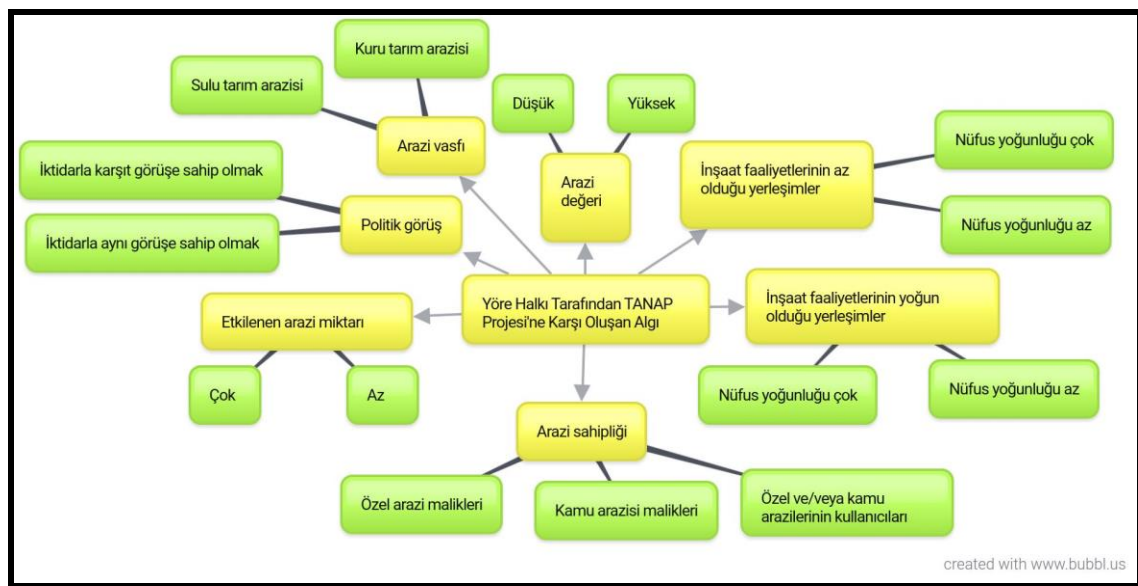 Kuru tarım arazisi
Sulu tarım arazisi
Arazi vasfı
Düşük
Yüksek
Arazi
değeri
İnşaat faaliyetlerinin az
olduğu yerleşimler
Nüfus yoğunluğu çok
Nüfus yoğunluğu az
İktidarla karşıt görüşe sahip olmak
İktidarla aynı görüşe sahip olmak
Politik görüş
Yöre Halkı Tarafından TANAP
Projesi'ne Karşı Oluşan Algı
İnşaat faaliyetlerinin yoğun
olduğu yerleşimler
Nüfus yoğunluğu çok
Nüfus yoğunluğu az
Etkilenen arazi miktarı
Çok
Az
Arazi sahipliği
Özel arazi malikleri
Kamu arazisi malikleri
Özel ve/veya kamu
arazilerinin kullanıcıları
created with www.bubbl.us